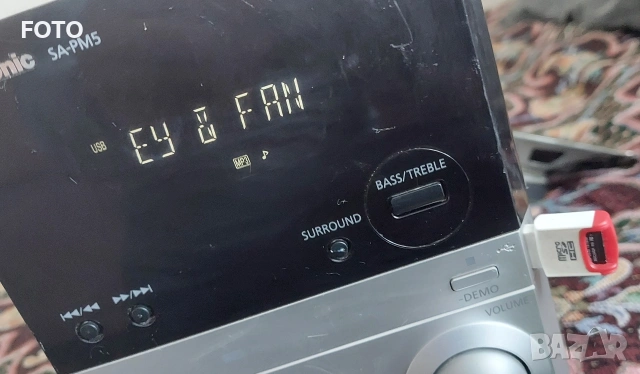 FOTO
onic
SA-PM5
USB
EY & FAN
MP3
BASS/TREBLE
SURROUND
-DEMO
VOLUME
BAZAR